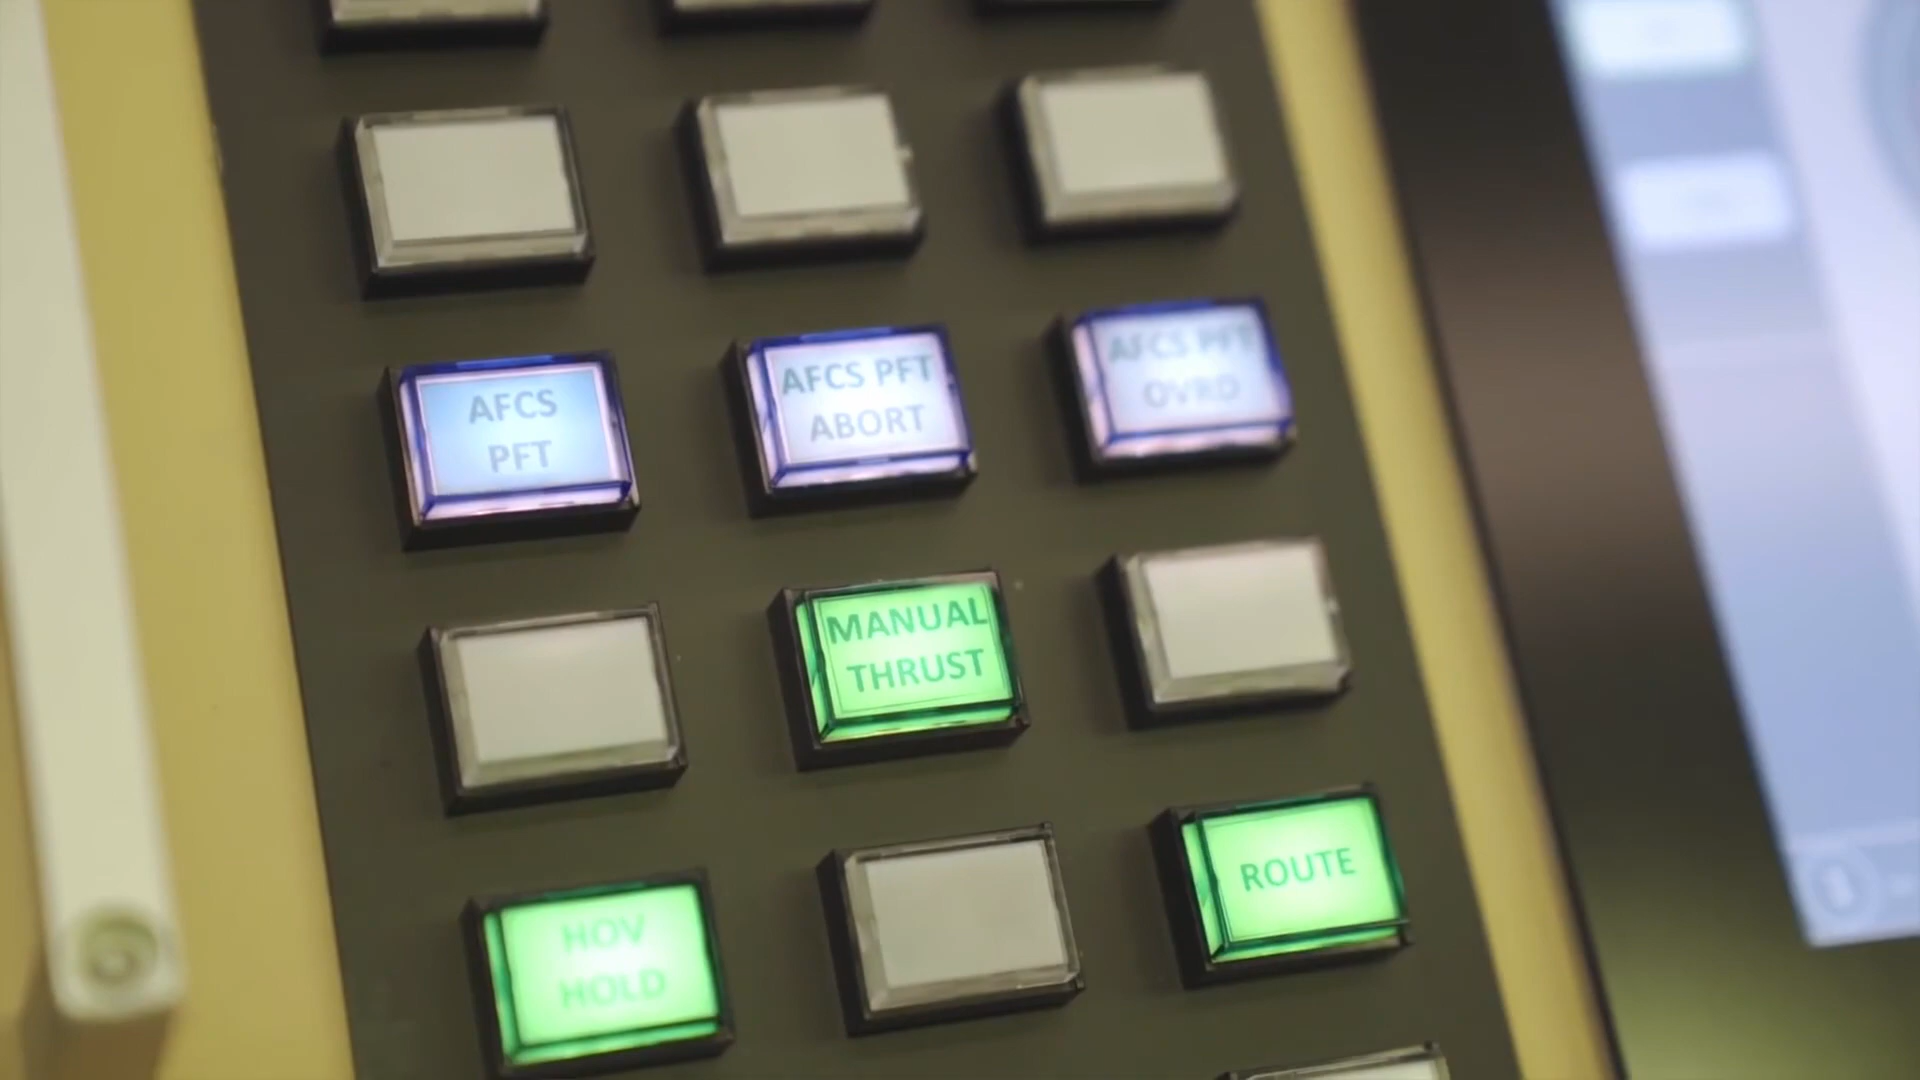 AFCS
PFT
AFCS PFT
ABORT
AFCS PFT
OVRD
MANUAL
THRUST
HOV
HOLD
ROUTE